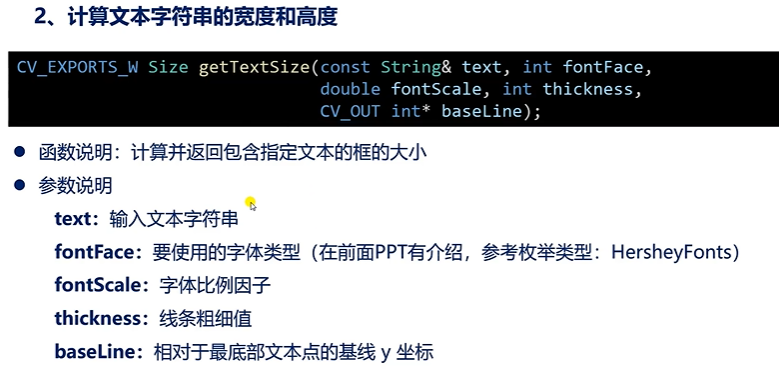 2、计算文本字符串的宽度和高度
CV_EXPORTS_W Size getTextSize(const String& text, int fontFace,
double fontScale, int thickness,
CV_OUT int* baseLine);
● 函数说明：计算并返回包含指定文本的框的大小
● 参数说明
text：输入文本字符串
fontFace：要使用的字体类型（在前面PPT有介绍，参考枚举类型：HersheyFonts）
fontScale：字体比例因子
thickness：线条粗细值
baseLine：相对于最底部文本点的基线 y 坐标